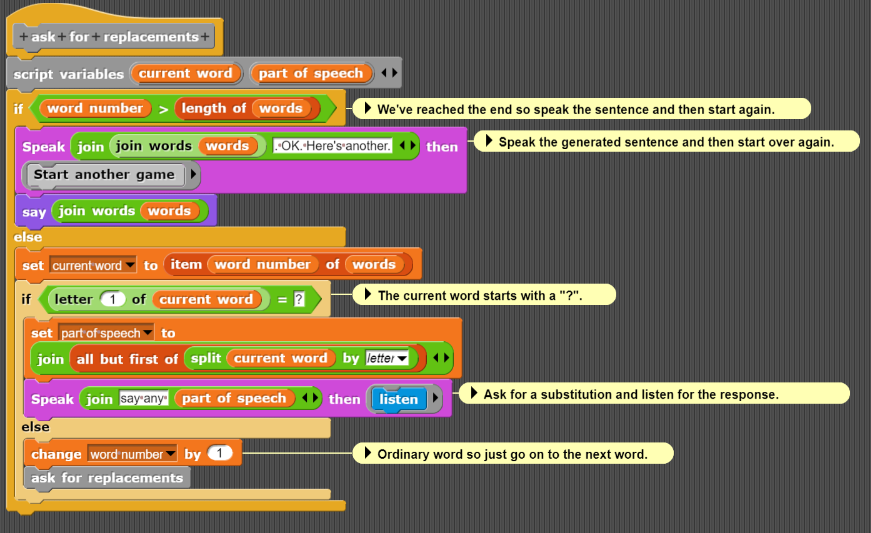 + ask + for + replacements +
script variables current word part of speech
if word number > length of words We've reached the end so speak the sentence and then start again.
Speak join join words words . OK. Here's another. then Speak the generated sentence and then start over again.
Start another game
say join words words
else
set current word to item word number of words
if letter 1 of current word = ? The current word starts with a "?".
set part of speech to
join all but first of split current word by letter
Speak join say any part of speech then listen Ask for a substitution and listen for the response.
else
change word number by 1 Ordinary word so just go on to the next word.
ask for replacements